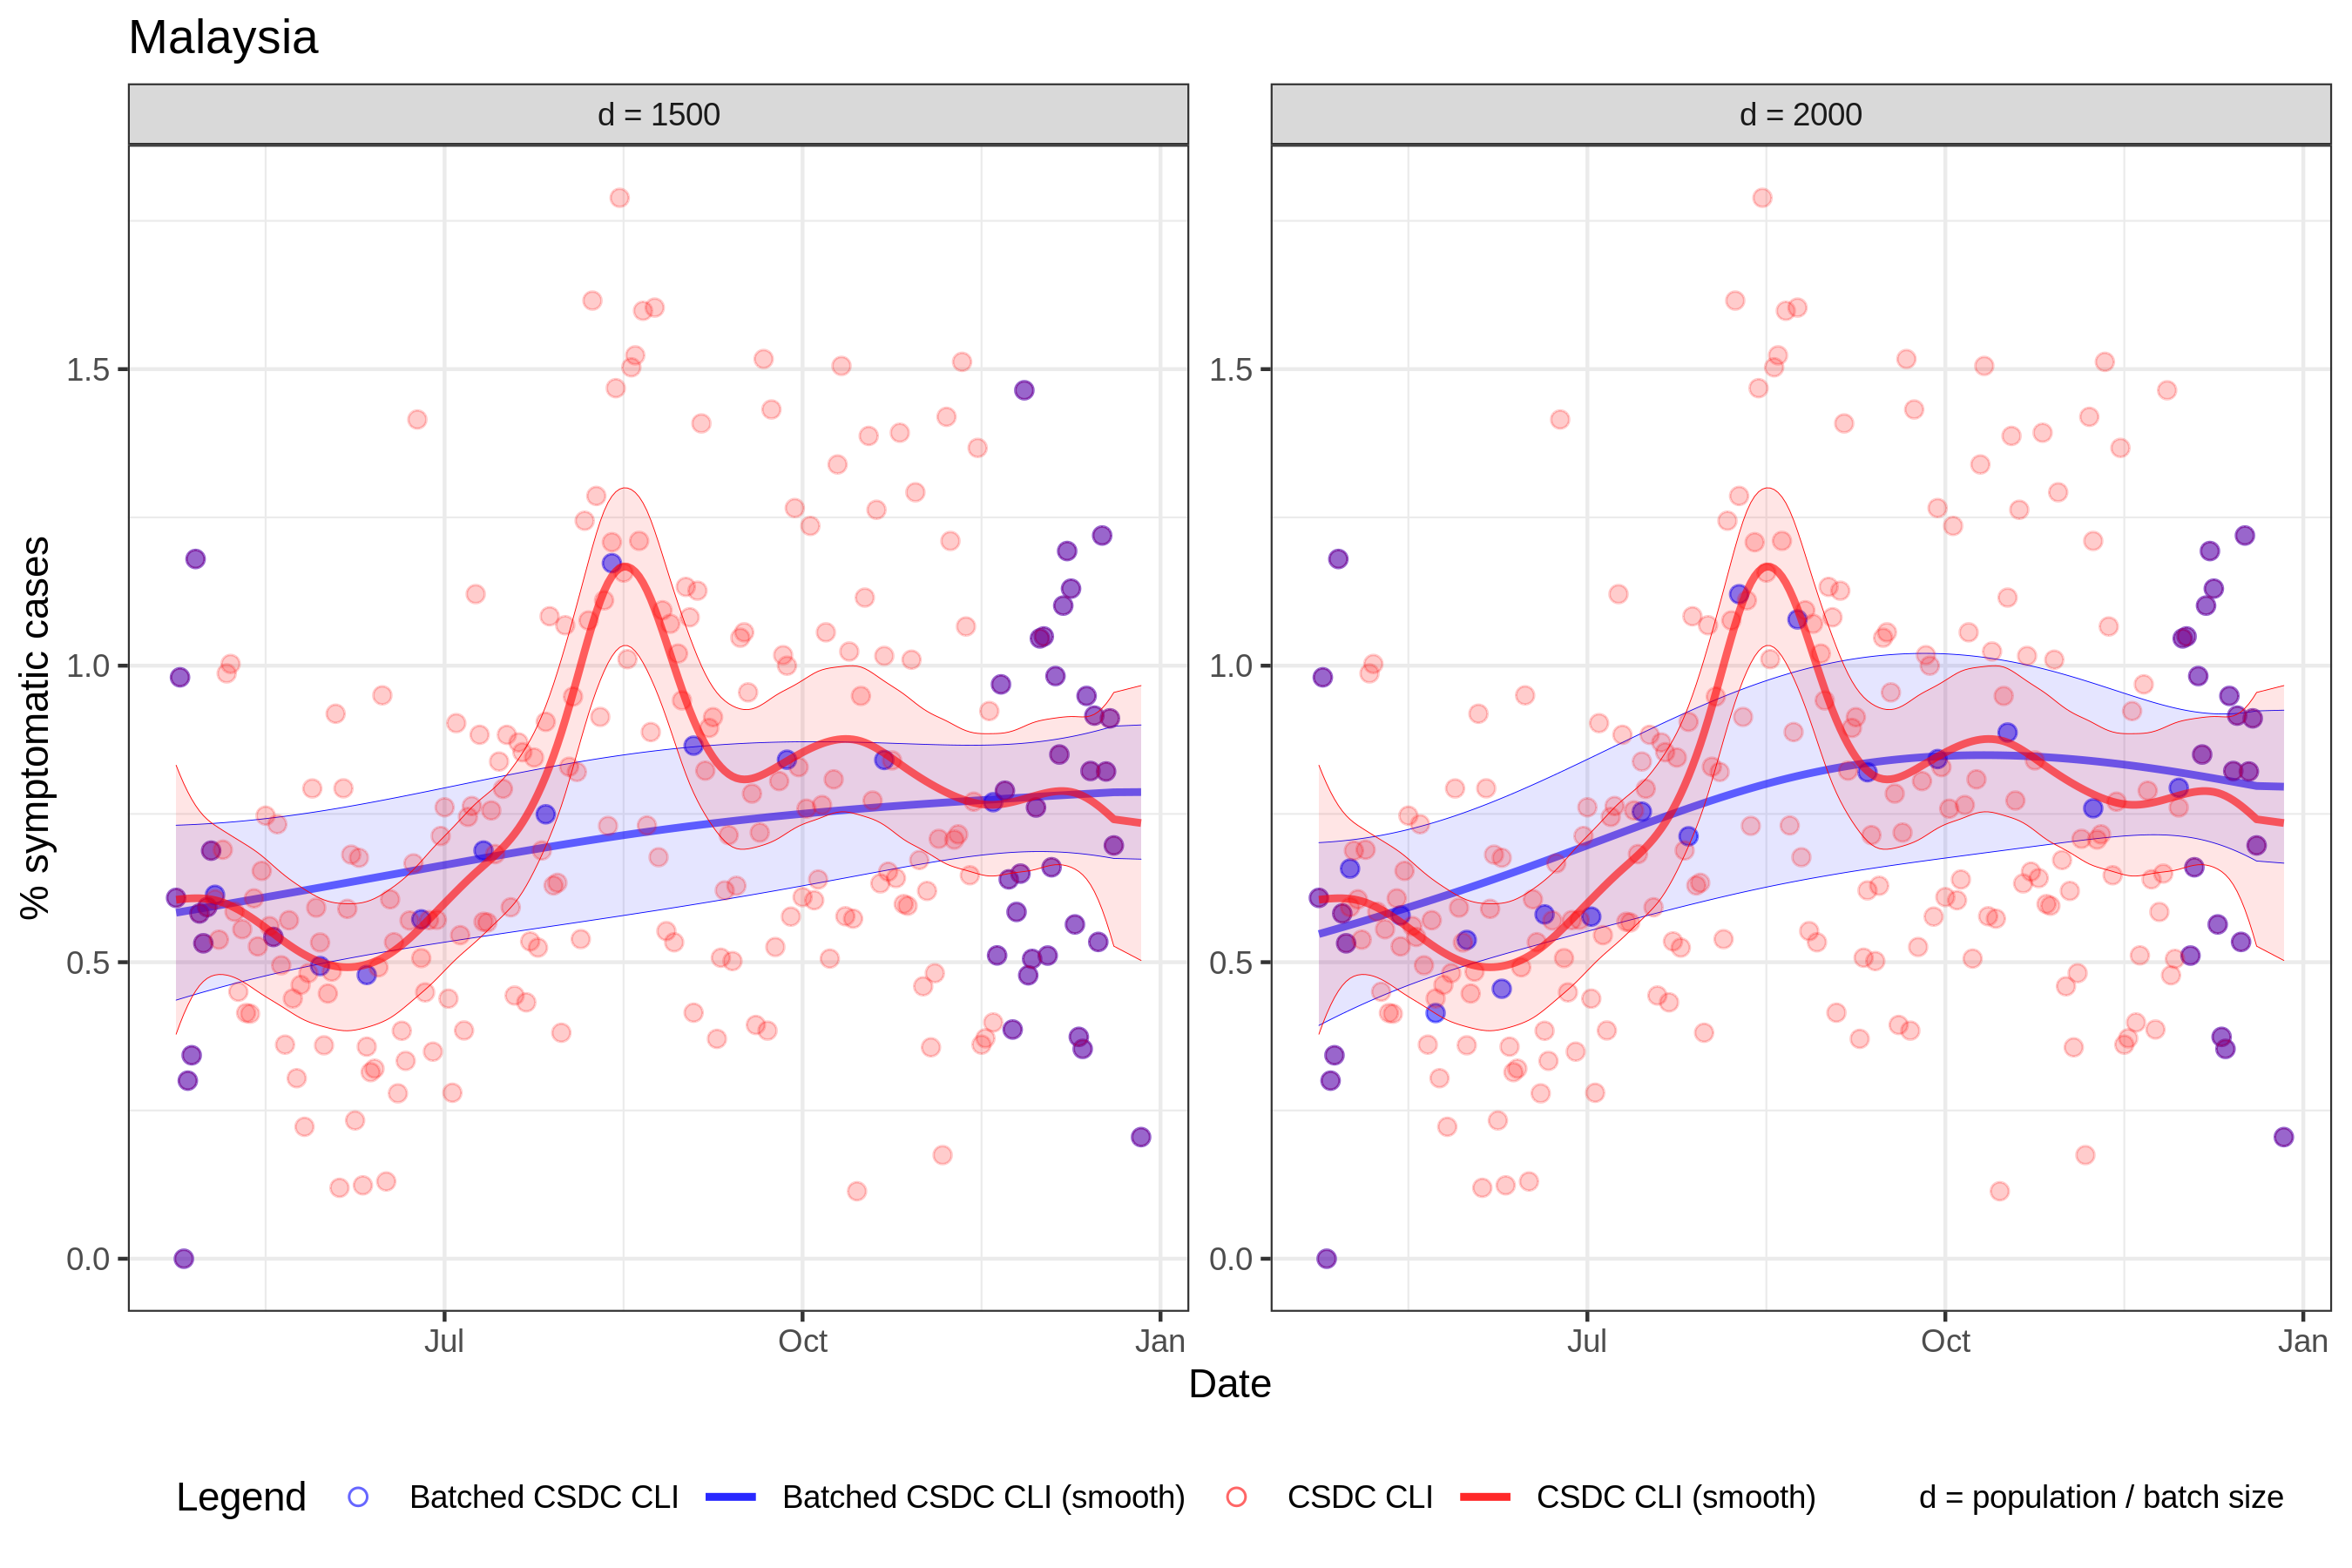 Malaysia
d = 1500
d = 2000
% symptomatic cases
1.5
1.0
0.5
0.0
1.5
1.0
0.5
0.0
Jul
Oct
Jan
Jul
Oct
Jan
Date
Legend
Batched CSDC CLI
Batched CSDC CLI (smooth)
CSDC CLI
CSDC CLI (smooth)
d = population / batch size